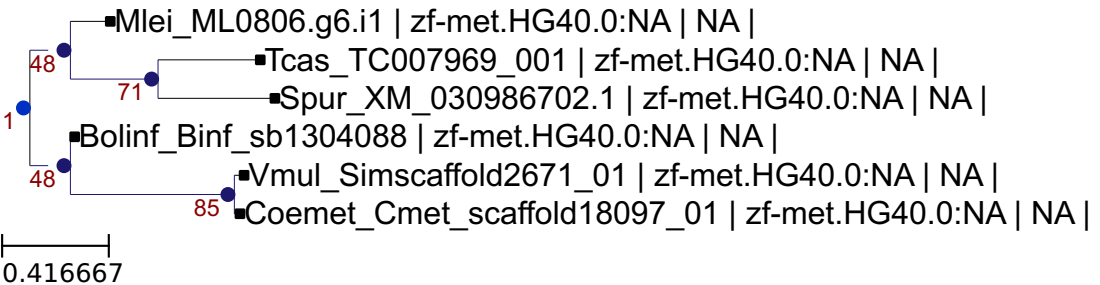 Mlei_ML0806.g6.i1 | zf-met.HG40.0:NA | NA |
48
Tcas_TC007969_001 | zf-met.HG40.0:NA | NA |
71
Spur_XM_030986702.1 | zf-met.HG40.0:NA | NA |
1
Bolinf_Binf_sb1304088 | zf-met.HG40.0:NA | NA |
48
Vmul_Simscaffold2671_01 | zf-met.HG40.0:NA | NA |
85
Coemet_Cmet_scaffold18097_01 | zf-met.HG40.0:NA | NA |
0.416667